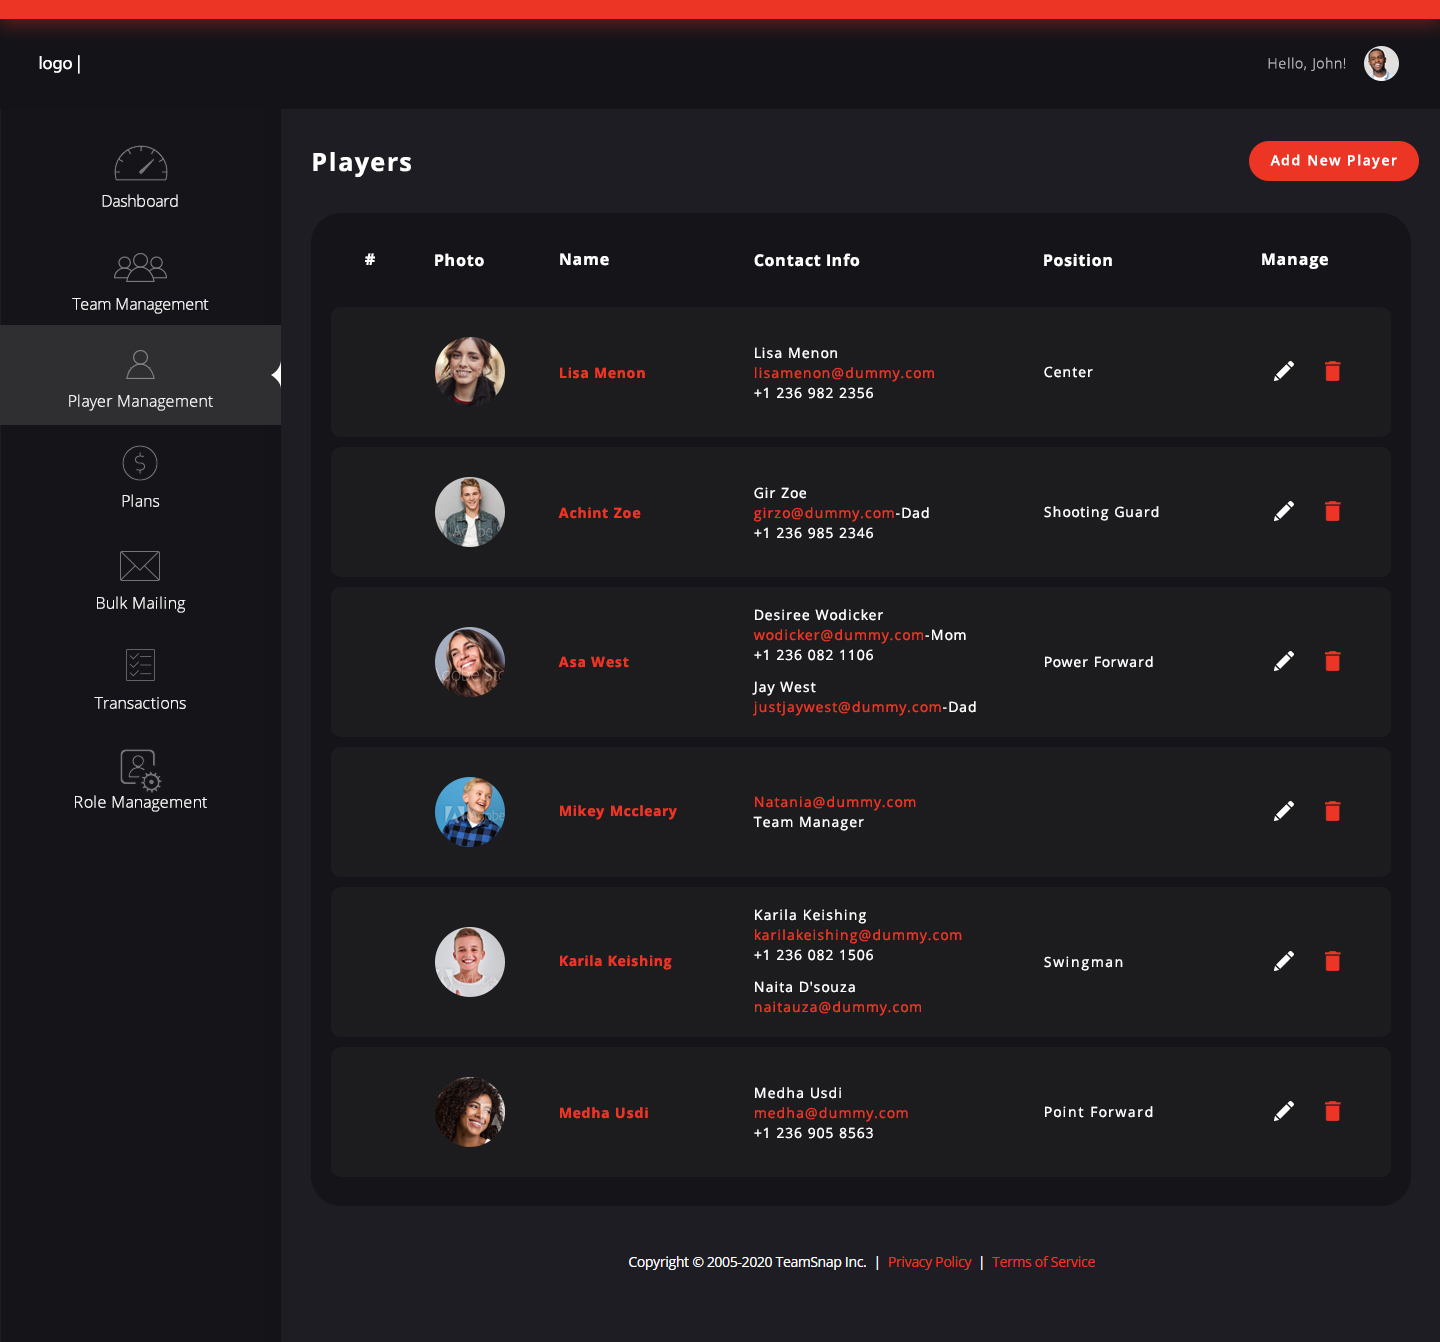 logo |
Hello, John!
Dashboard
Team Management
Player Management
Plans
Bulk Mailing
Transactions
Role Management
Players
Add New Player
# Photo Name Contact Info Position Manage
Lisa Menon
Lisa Menon
lisamenon@dummy.com
+1 236 982 2356
Center
Achint Zoe
Gir Zoe
girzo@dummy.com-Dad
+1 236 985 2346
Shooting Guard
Asa West
Desiree Wodicker
wodicker@dummy.com-Mom
+1 236 082 1106
Jay West
justjaywest@dummy.com-Dad
Power Forward
Mikey Mccleary
Natania@dummy.com
Team Manager
Karila Keishing
Karila Keishing
karilakeishing@dummy.com
+1 236 082 1506
Naita D'souza
naitauza@dummy.com
Swingman
Medha Usdi
Medha Usdi
medha@dummy.com
+1 236 905 8563
Point Forward
Copyright © 2005-2020 TeamSnap Inc. | Privacy Policy | Terms of Service